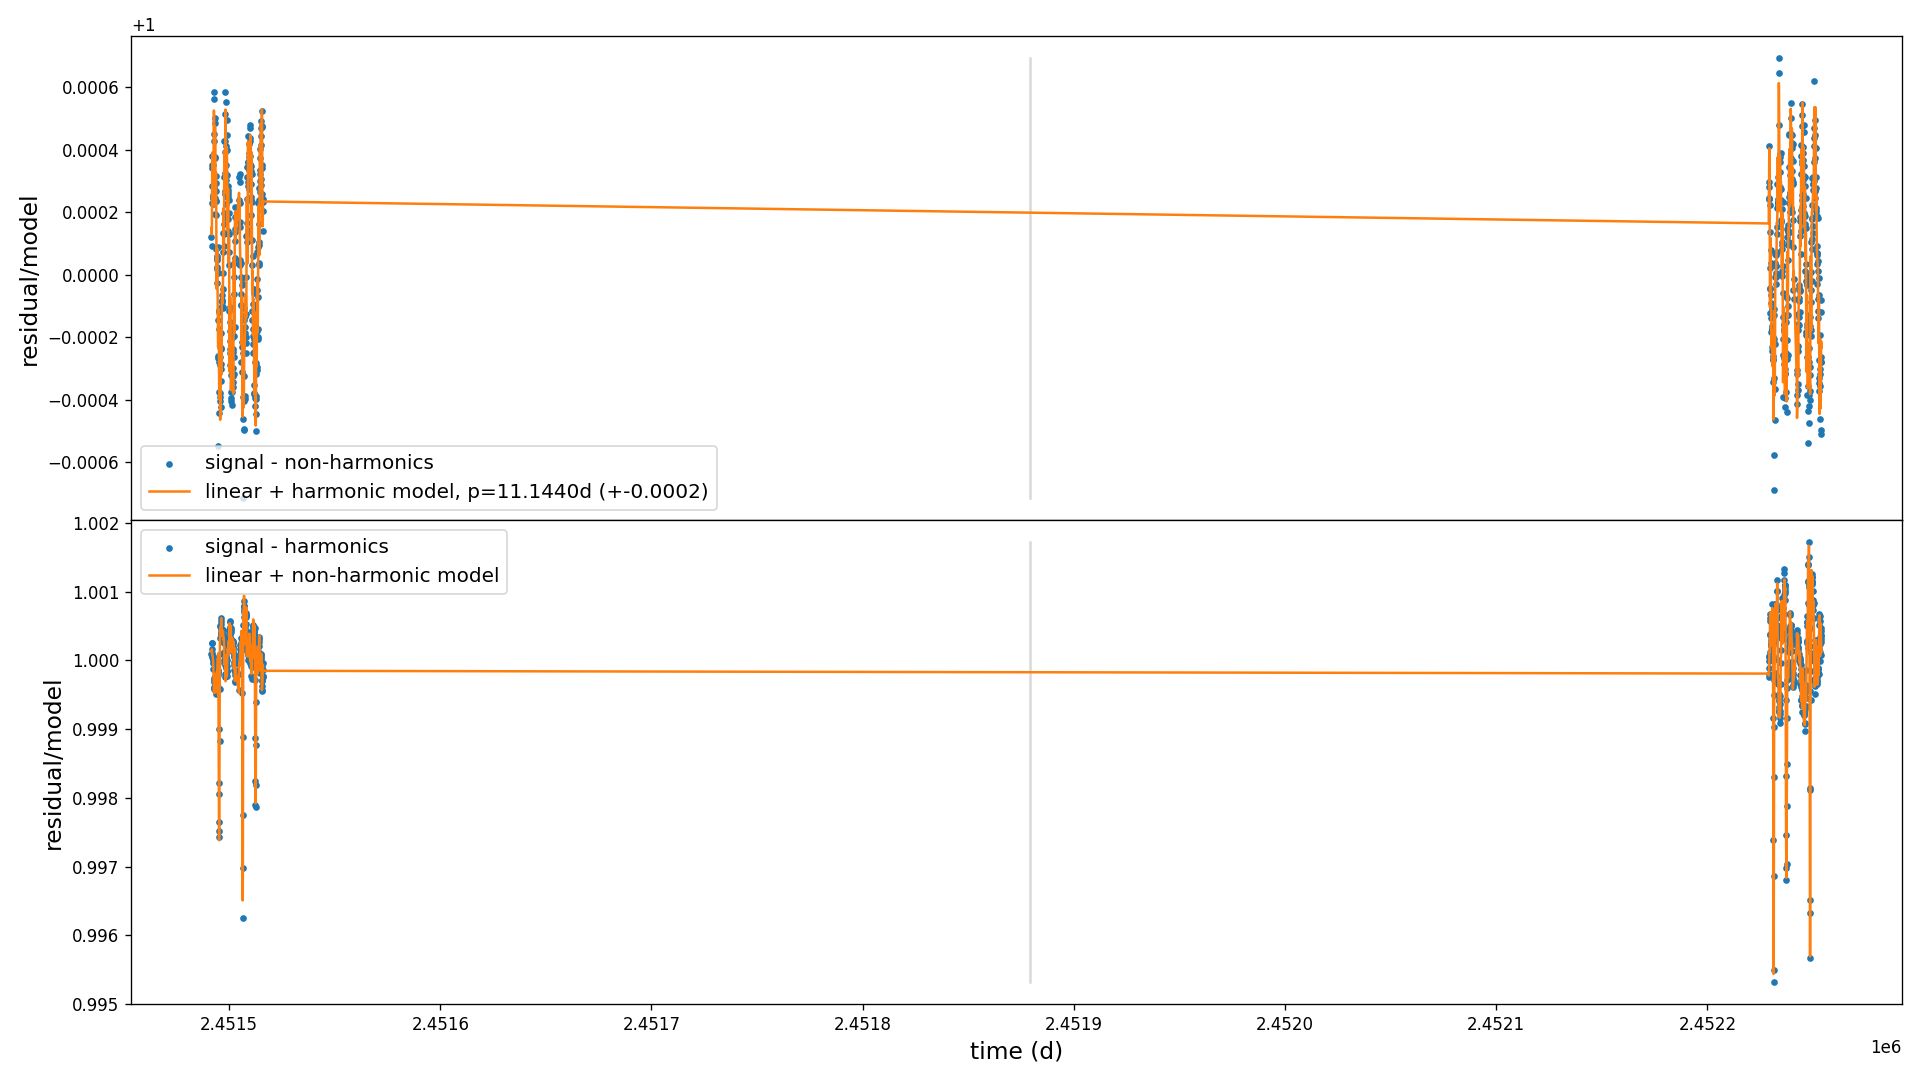 +1
0.0006
0.0004
0.0002
0.0000
−0.0002
−0.0004
−0.0006
residual/model
signal - non-harmonics
linear + harmonic model, p=11.1440d (+-0.0002)
1.002
1.001
1.000
0.999
0.998
0.997
0.996
0.995
residual/model
signal - harmonics
linear + non-harmonic model
2.4515 2.4516 2.4517 2.4518 2.4519 2.4520 2.4521 2.4522
1e6
time (d)